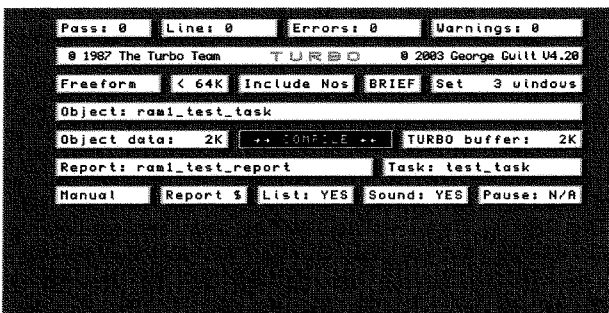 Pass: 0 Line: 0 Errors: 0 Warnings: 0
© 1987 The Turbo Team TURBO © 2003 George Gwilt V4.20
Freeform < 64K Include Nos BRIEF Set 3 windows
Object: ram1_test_task
Object data: 2K ++ COMPILE ++ TURBO buffer: 2K
Report: ram1_test_report Task: test_task
Manual Report $ List: YES Sound: YES Pause: N/A